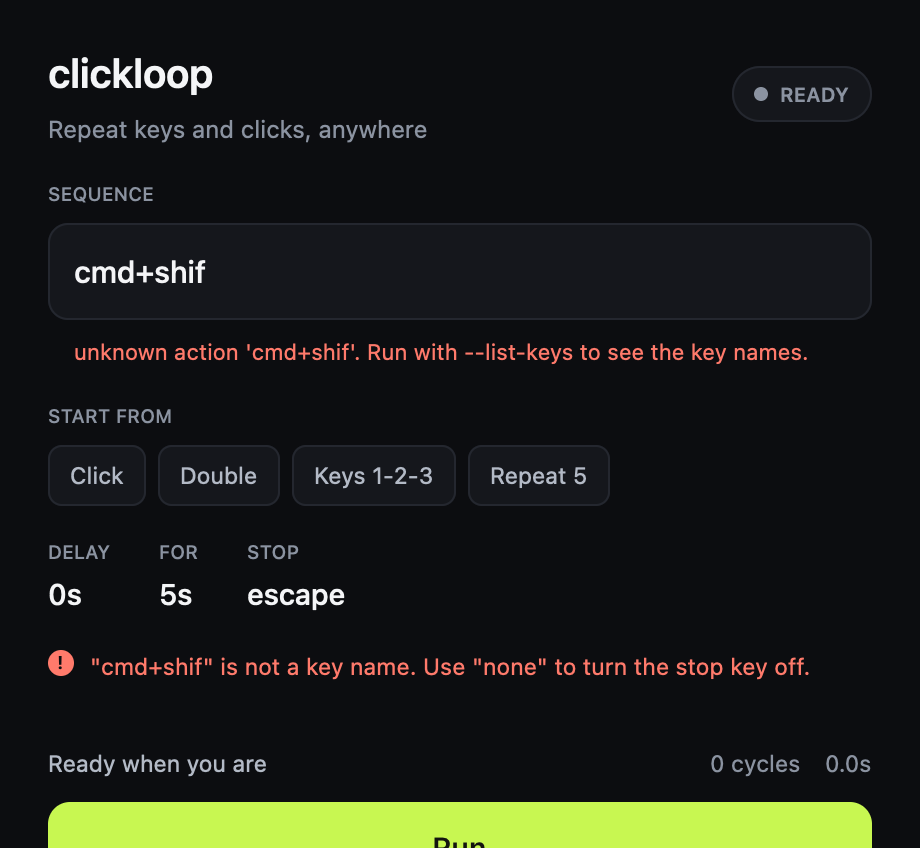 clickloop
READY
Repeat keys and clicks, anywhere
SEQUENCE
cmd+shif
unknown action 'cmd+shif'. Run with --list-keys to see the key names.
START FROM
Click Double Keys 1-2-3 Repeat 5
DELAY FOR STOP
0s 5s escape
! "cmd+shif" is not a key name. Use "none" to turn the stop key off.
Ready when you are 0 cycles 0.0s
Run